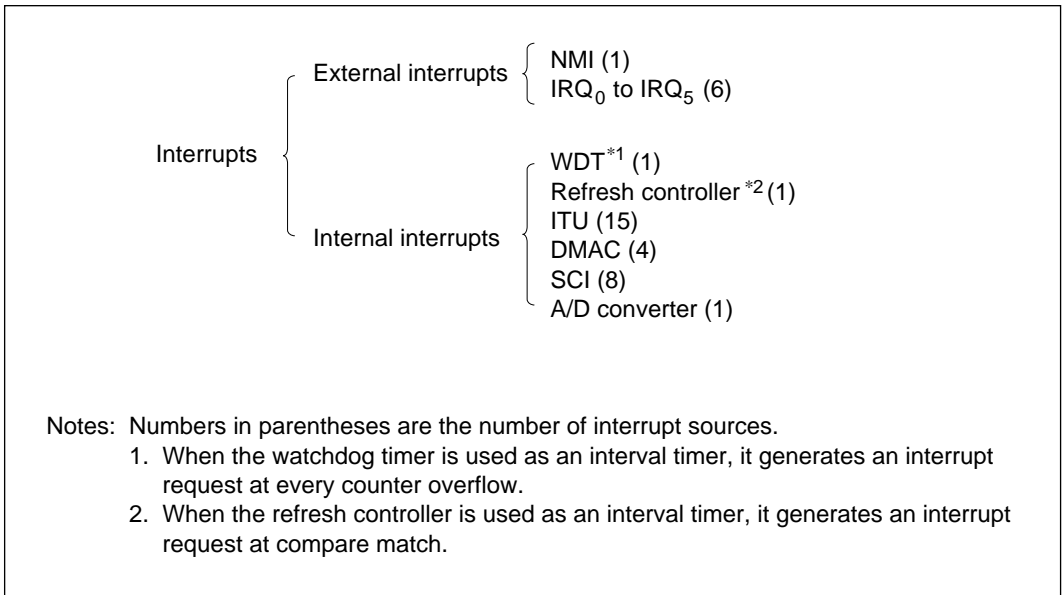 Interrupts
External interrupts
NMI (1)
IRQ0 to IRQ5 (6)
Internal interrupts
WDT*1 (1)
Refresh controller *2 (1)
ITU (15)
DMAC (4)
SCI (8)
A/D converter (1)
Notes: Numbers in parentheses are the number of interrupt sources.
1. When the watchdog timer is used as an interval timer, it generates an interrupt
request at every counter overflow.
2. When the refresh controller is used as an interval timer, it generates an interrupt
request at compare match.